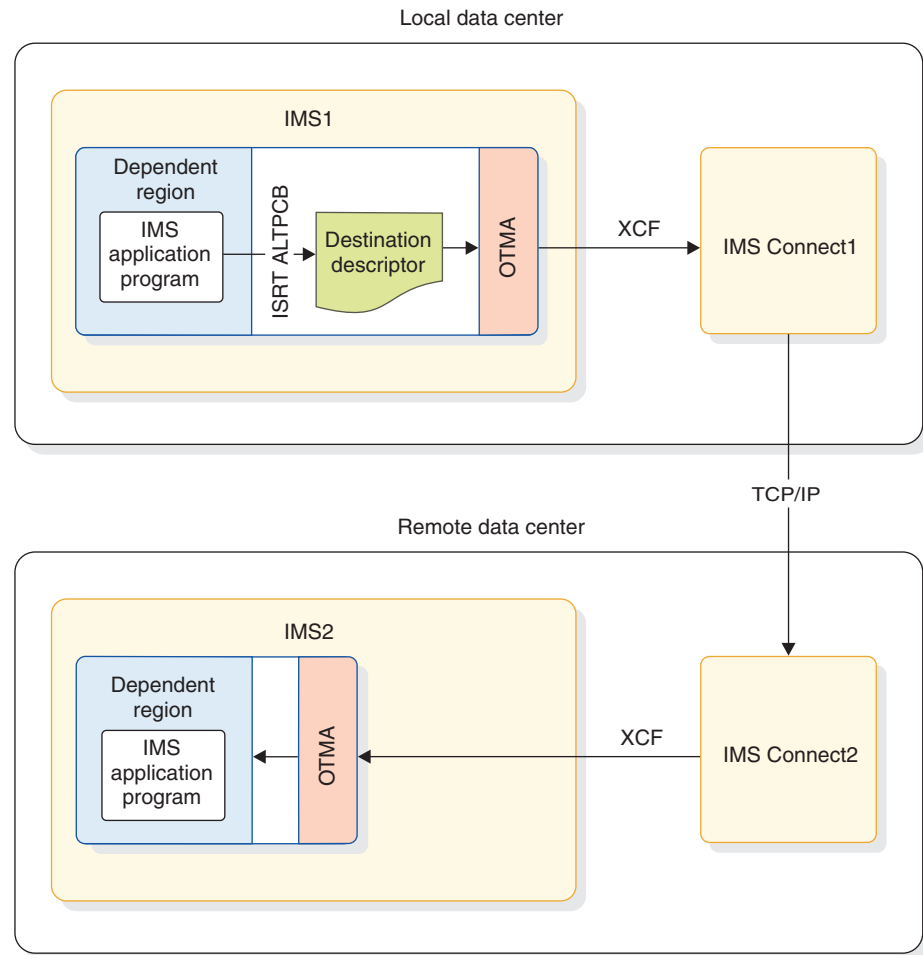 Local data center
IMS1
Dependent
region
IMS
application
program
ISRT ALTPCB
Destination
descriptor
OTMA
XCF
IMS Connect1
TCP/IP
Remote data center
IMS2
Dependent
region
IMS
application
program
OTMA
XCF
IMS Connect2